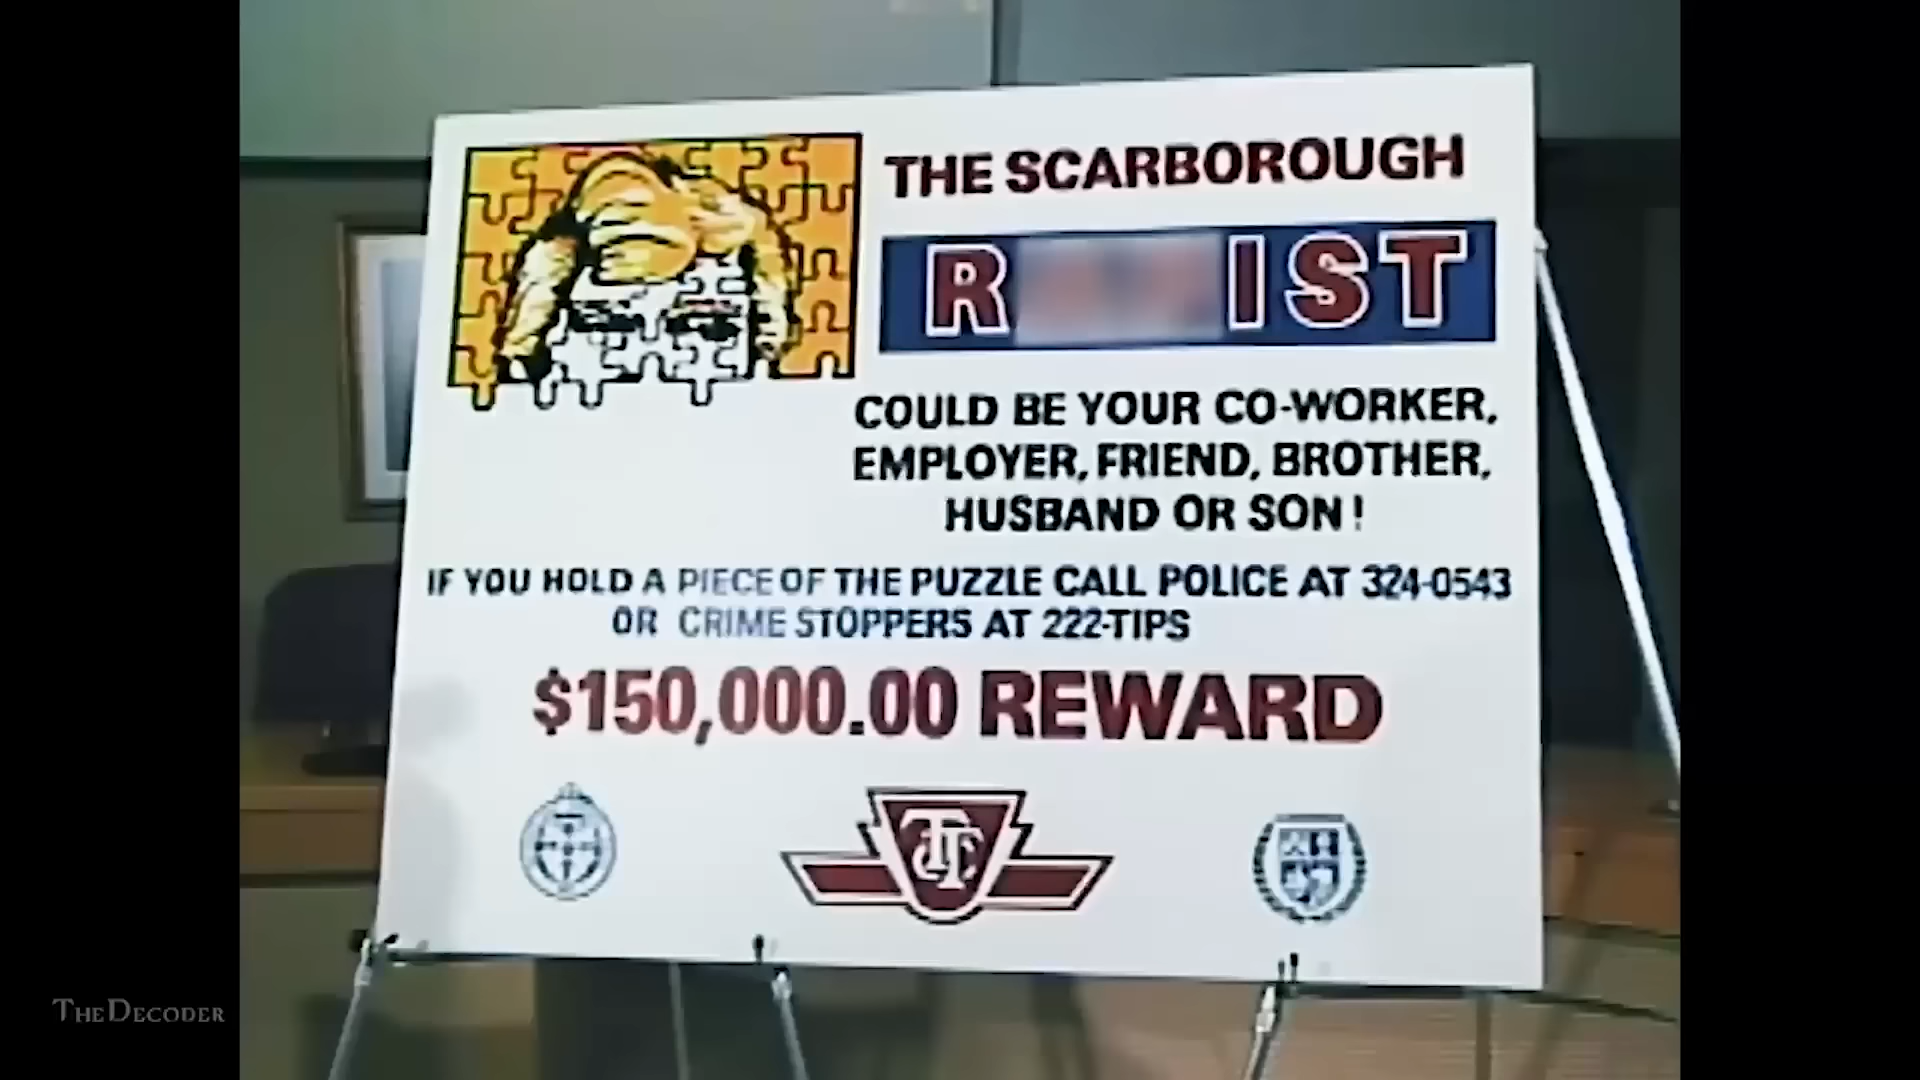 THE SCARBOROUGH
R IST
COULD BE YOUR CO-WORKER,
EMPLOYER, FRIEND, BROTHER,
HUSBAND OR SON!
IF YOU HOLD A PIECE OF THE PUZZLE CALL POLICE AT 324-0543
OR CRIME STOPPERS AT 222-TIPS
$150,000.00 REWARD
TTC
THEDECODER